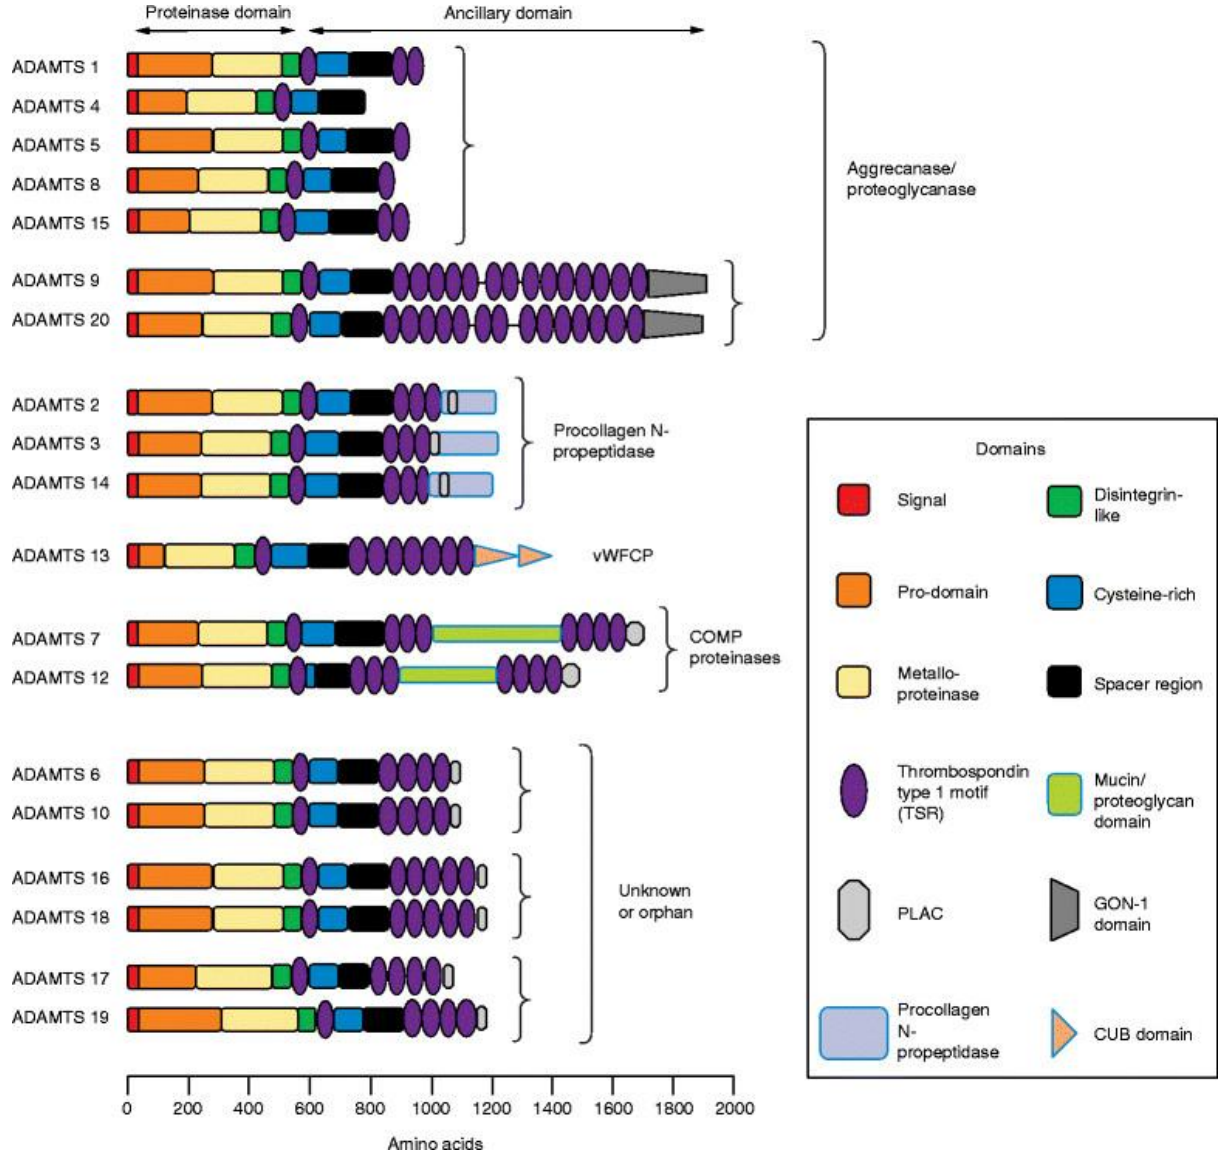 Proteinase domain
Ancillary domain
ADAMTS 1
ADAMTS 4
ADAMTS 5
ADAMTS 8
ADAMTS 15
ADAMTS 9
ADAMTS 20
Aggrecanase/
proteoglycanase
ADAMTS 2
ADAMTS 3
ADAMTS 14
Procollagen N-
propeptidase
ADAMTS 13
vWFCP
ADAMTS 7
ADAMTS 12
COMP
proteinases
ADAMTS 6
ADAMTS 10
ADAMTS 16
ADAMTS 18
ADAMTS 17
ADAMTS 19
Unknown
or orphan
0 200 400 600 800 1000 1200 1400 1600 1800 2000
Amino acids
Domains
Signal
Disintegrin-
like
Pro-domain
Cysteine-rich
Metallo-
proteinase
Spacer region
Thrombospondin
type 1 motif
(TSR)
Mucin/
proteoglycan
domain
PLAC
GON-1
domain
Procollagen
N-
propeptidase
CUB domain